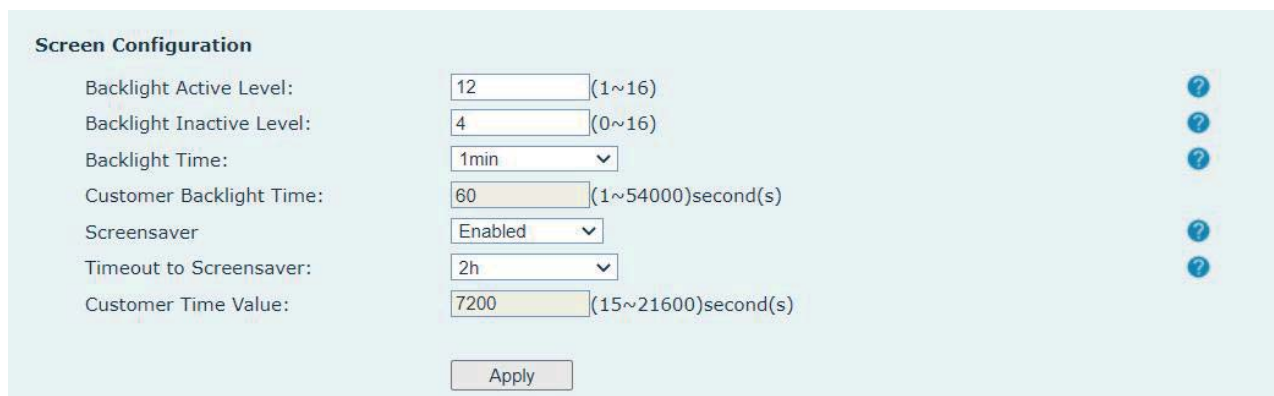 Screen Configuration
Backlight Active Level: 12 (1~16)
Backlight Inactive Level: 4 (0~16)
Backlight Time: 1min
Customer Backlight Time: 60 (1~54000)second(s)
Screensaver Enabled
Timeout to Screensaver: 2h
Customer Time Value: 7200 (15~21600)second(s)
Apply